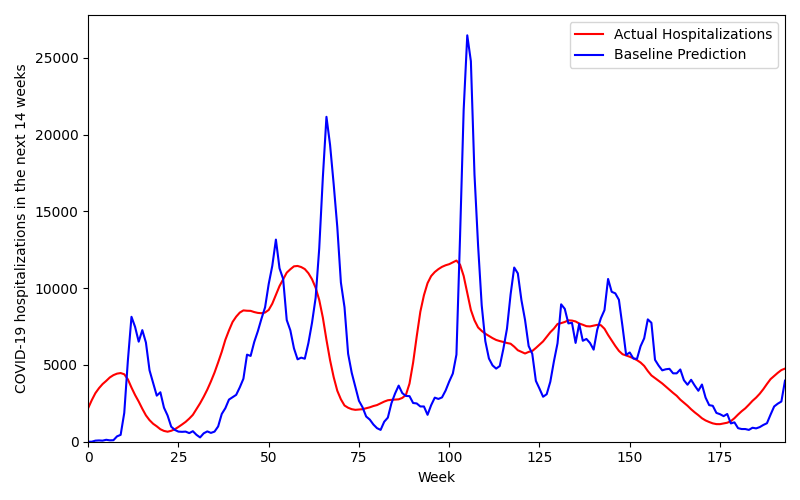 Actual Hospitalizations
Baseline Prediction
COVID-19 hospitalizations in the next 14 weeks
25000
20000
15000
10000
5000
0
0 25 50 75 100 125 150 175
Week